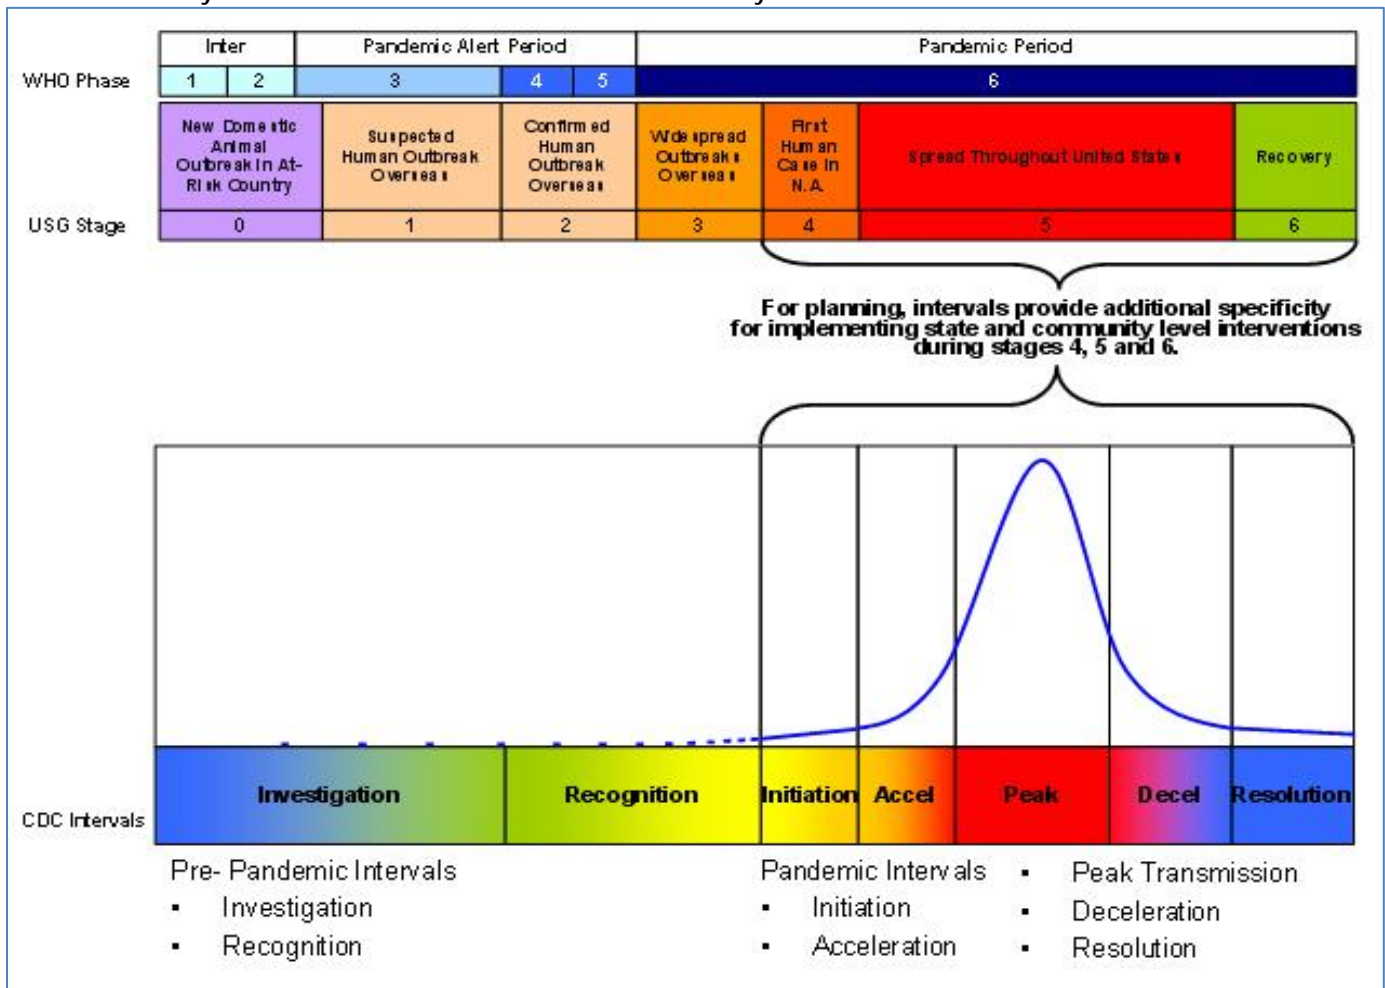 Inter Pandemic Alert Period Pandemic Period
WHO Phase 1 2 3 4 5 6
New Domestic
Animal
Outbreak in At-
Risk Country
Suspected
Human Outbreak
Overseas
Confirmed
Human
Outbreak
Overseas
Widespread
Outbreaks
Overseas
First
Human
Case in
N.A.
Spread Throughout United States
Recovery
USG Stage 0 1 2 3 4 5 6
For planning, intervals provide additional specificity
for implementing state and community level interventions
during stages 4, 5 and 6.
CDC Intervals Investigation Recognition Initiation Accel Peak Decel Resolution
Pre- Pandemic Intervals
▪ Investigation
▪ Recognition
Pandemic Intervals
▪ Initiation
▪ Acceleration
▪ Peak Transmission
▪ Deceleration
▪ Resolution